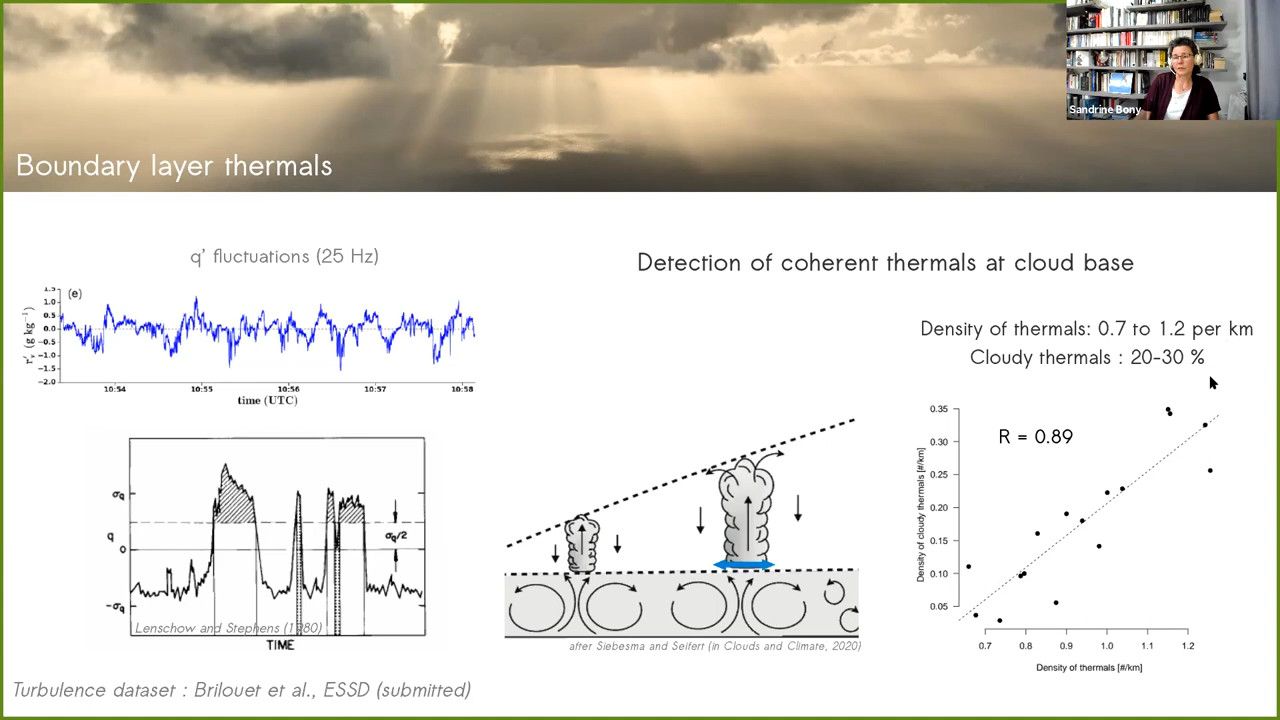 Sandrine Bony
Boundary layer thermals
q' fluctuations (25 Hz)
(e)
r'v (g kg⁻¹)
1.5
1.0
0.5
0.0
−0.5
−1.0
−1.5
−2.0
10:54 10:55 10:56 10:57 10:58
time (UTC)
σq
q
0
-σq
σq/2
Lenschow and Stephens (1980)
TIME
Turbulence dataset : Brilouet et al., ESSD (submitted)
Detection of coherent thermals at cloud base
after Siebesma and Seifert (in Clouds and Climate, 2020)
Density of thermals: 0.7 to 1.2 per km
Cloudy thermals : 20-30 %
R = 0.89
Density of cloudy thermals [#/km]
0.35
0.30
0.25
0.20
0.15
0.10
0.05
0.7 0.8 0.9 1.0 1.1 1.2
Density of thermals [#/km]